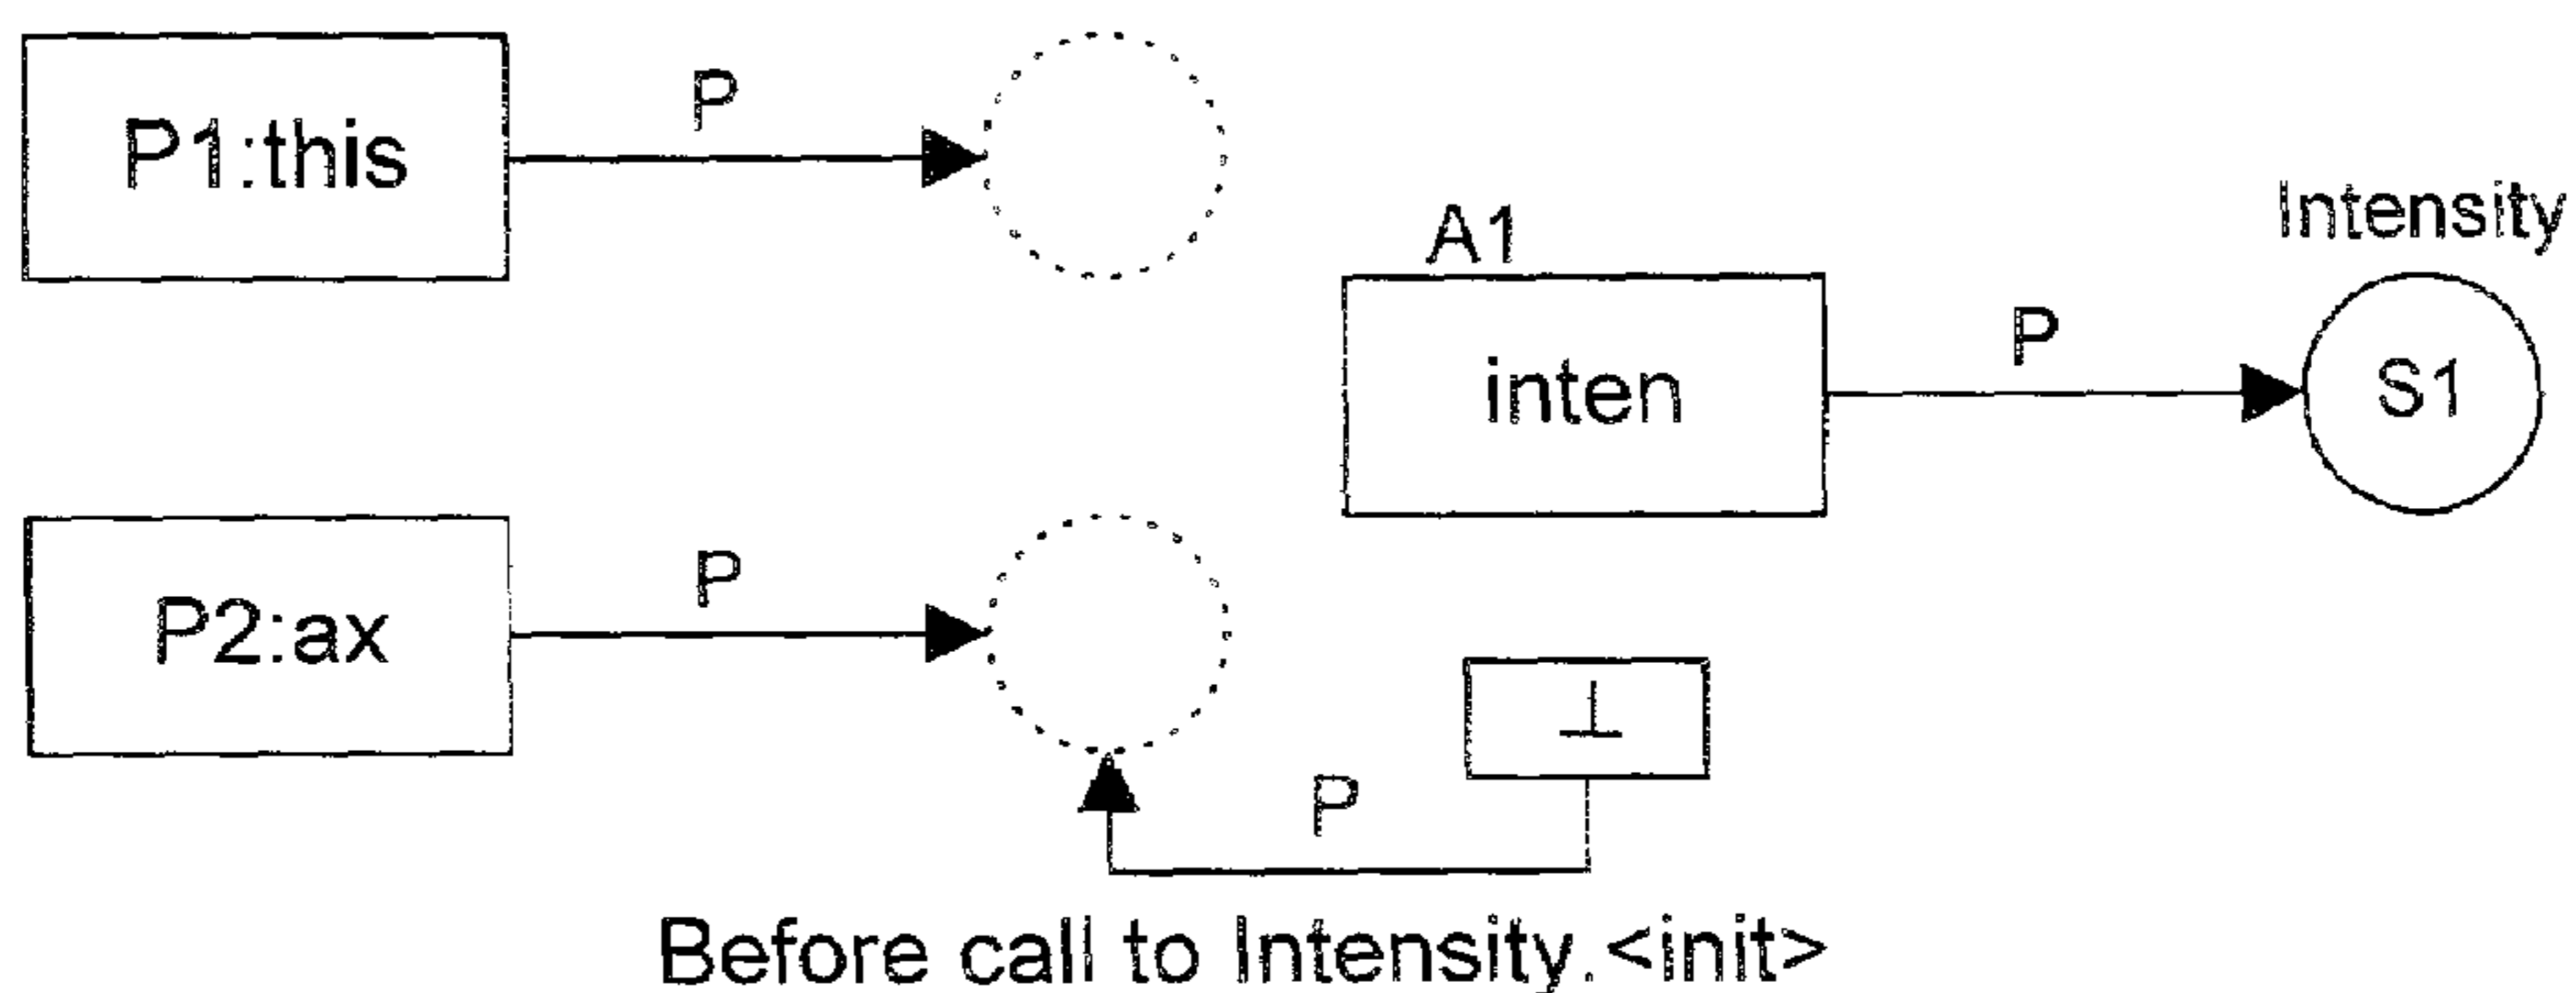 P1:this
P
A1
Intensity
inten
P
S1
P2:ax
P
⊥
P
Before call to Intensity.<init>